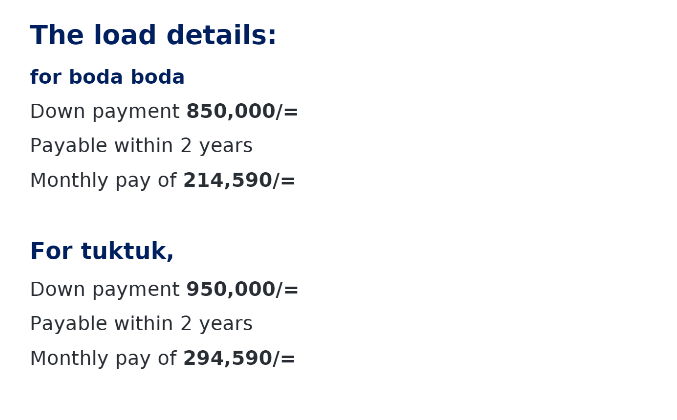 The load details:
for boda boda
Down payment 850,000/=
Payable within 2 years
Monthly pay of 214,590/=
For tuktuk,
Down payment 950,000/=
Payable within 2 years
Monthly pay of 294,590/=